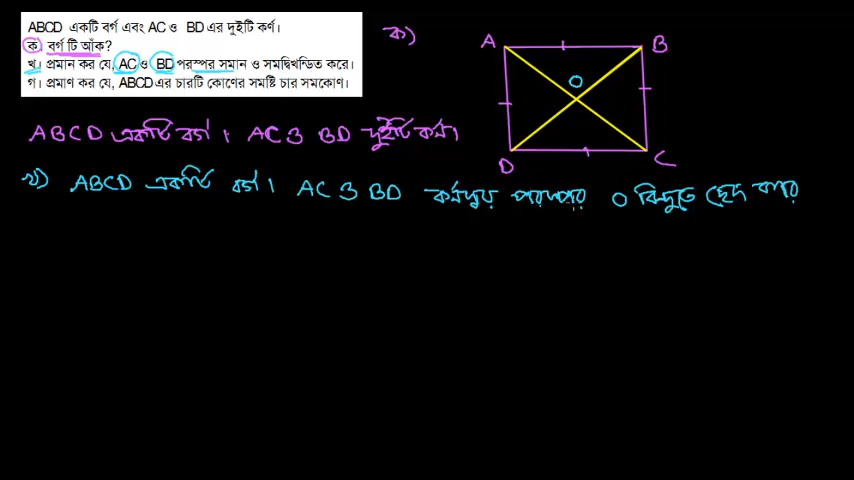 ABCD একটি বর্গ এবং AC ও BD এর দুইটি কর্ণ।
ক. বর্গ টি আঁক?
খ। প্রমান কর যে, AC ও BD পরস্পর সমান ও সমদ্বিখন্ডিত করে।
গ। প্রমাণ কর যে, ABCD এর চারটি কোণের সমষ্টি চার সমকোণ।
ক)
A B
O
D C
ABCD একটি বর্গ। AC ও BD দুইটি কর্ন।
খ) ABCD একটি বর্গ। AC ও BD কর্নদ্বয় পরস্পর O বিন্দুতে ছেদ করে